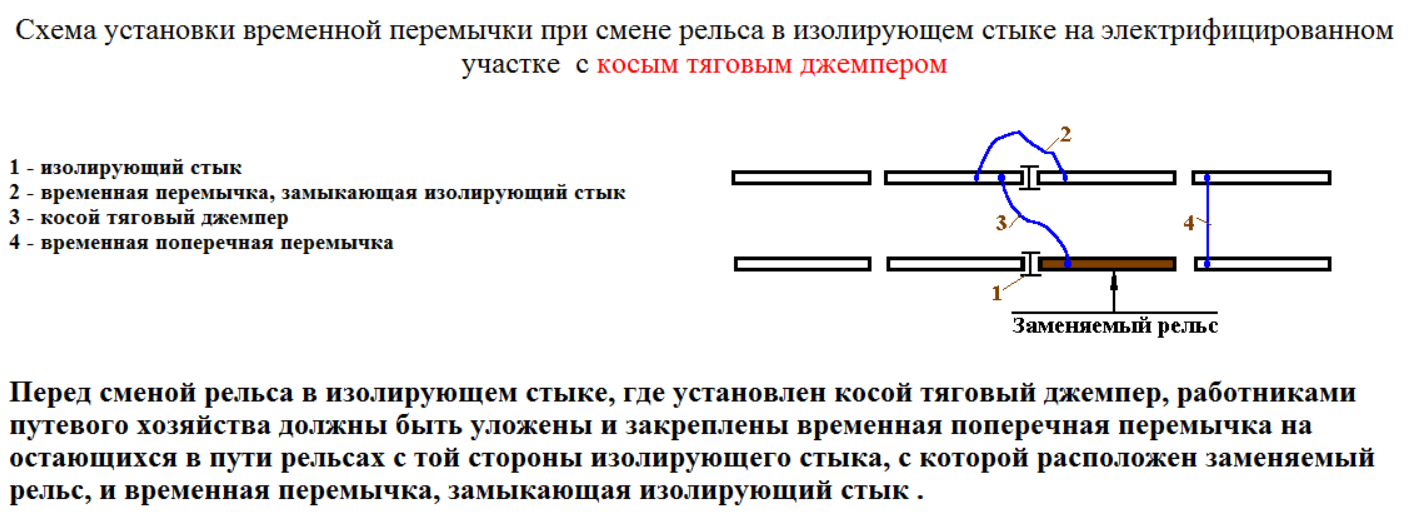 Схема установки временной перемычки при смене рельса в изолирующем стыке на электрифицированном
участке с косым тяговым джемпером
1 - изолирующий стык
2 - временная перемычка, замыкающая изолирующий стык
3 - косой тяговый джемпер
4 - временная поперечная перемычка
2
3
4
1
Заменяемый рельс
Перед сменой рельса в изолирующем стыке, где установлен косой тяговый джемпер, работниками
путевого хозяйства должны быть уложены и закреплены временная поперечная перемычка на
остающихся в пути рельсах с той стороны изолирующего стыка, с которой расположен заменяемый
рельс, и временная перемычка, замыкающая изолирующий стык .